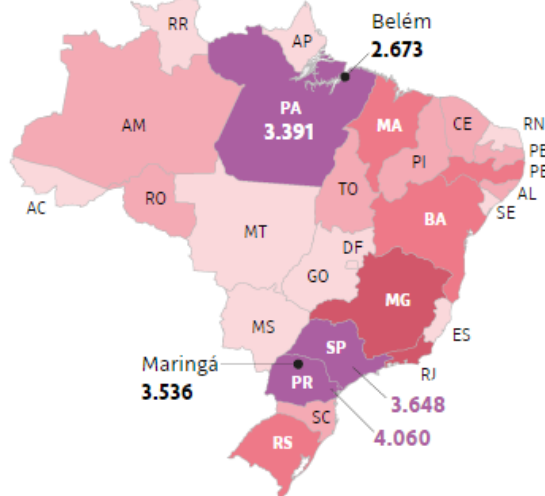 RR
AP
Belém
2.673
AM
PA
3.391
MA
CE
RN
PB
PI
PE
AL
SE
AC
RO
TO
BA
MT
DF
GO
MG
MS
ES
SP
RJ
Maringá
3.536
PR
3.648
SC
4.060
RS